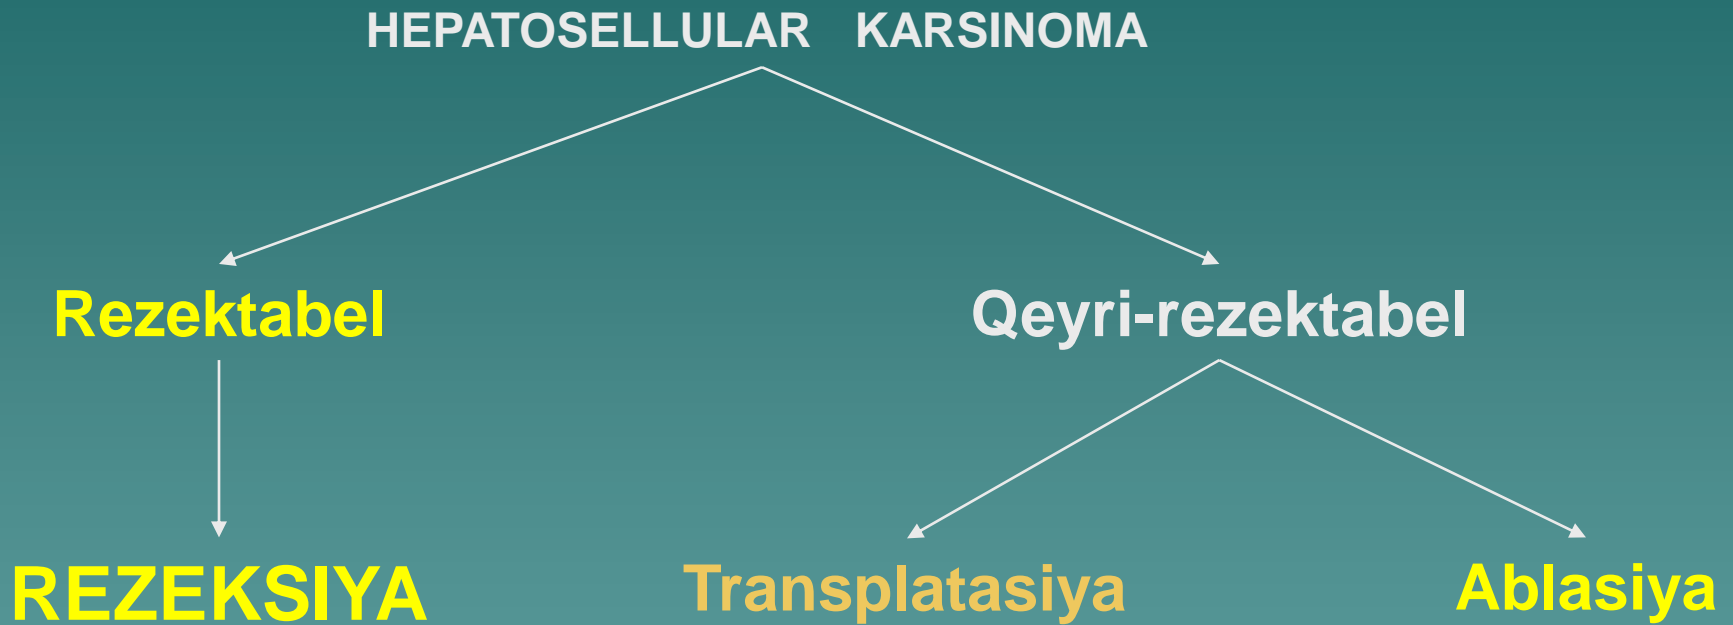 HEPATOSELLULAR KARSINOMA
Rezektabel
Qeyri-rezektabel
REZEKSIYA
Transplatasiya
Ablasiya